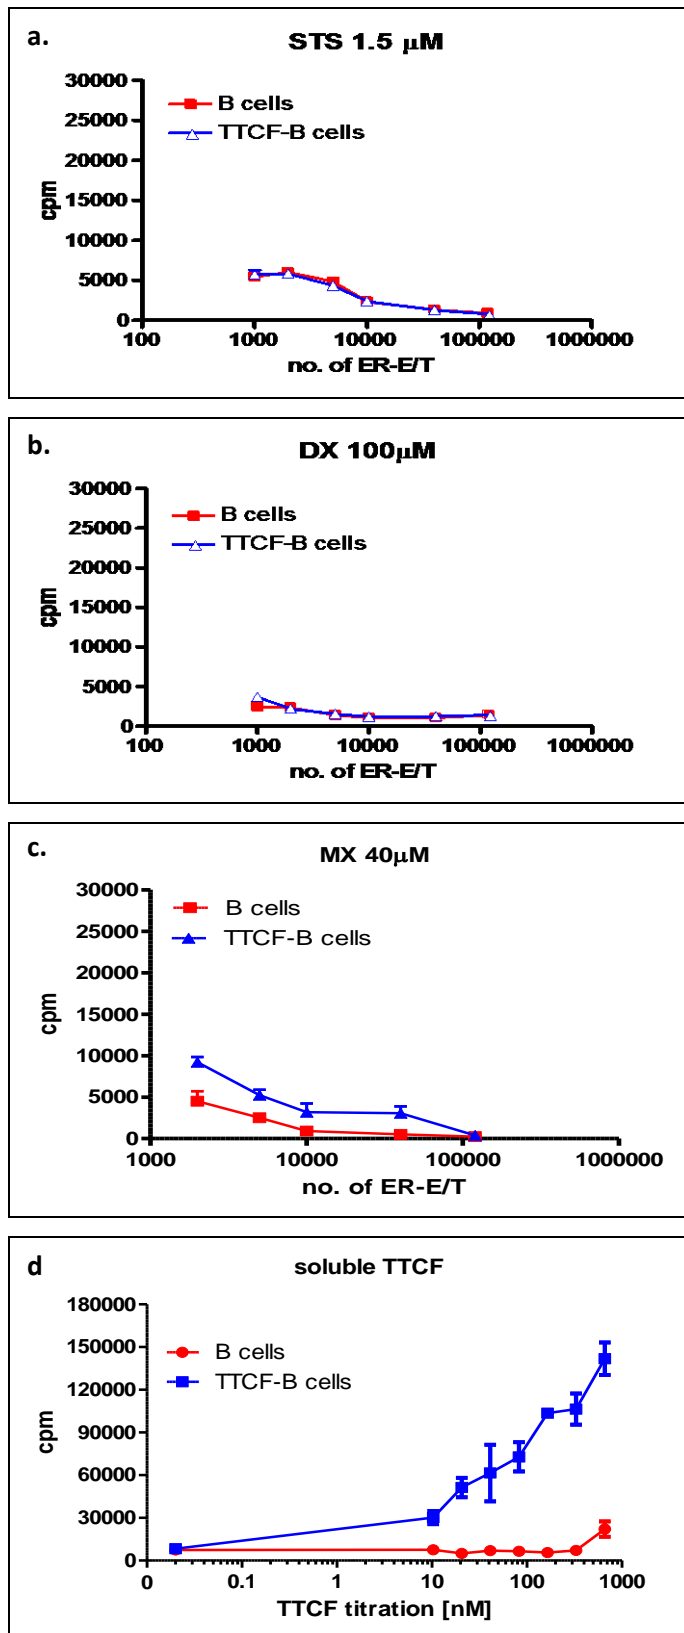 a.
STS 1.5 μM
30000
25000
20000
15000
10000
5000
0
cpm
B cells
TTCF-B cells
100 1000 10000 100000 1000000
no. of ER-E/T
b.
DX 100μM
30000
25000
20000
15000
10000
5000
0
cpm
B cells
TTCF-B cells
100 1000 10000 100000 1000000
no. of ER-E/T
c.
MX 40μM
30000
25000
20000
15000
10000
5000
0
cpm
B cells
TTCF-B cells
1000 10000 100000 1000000
no. of ER-E/T
d
soluble TTCF
180000
150000
120000
90000
60000
30000
0
cpm
B cells
TTCF-B cells
0 0.1 1 10 100 1000
TTCF titration [nM]